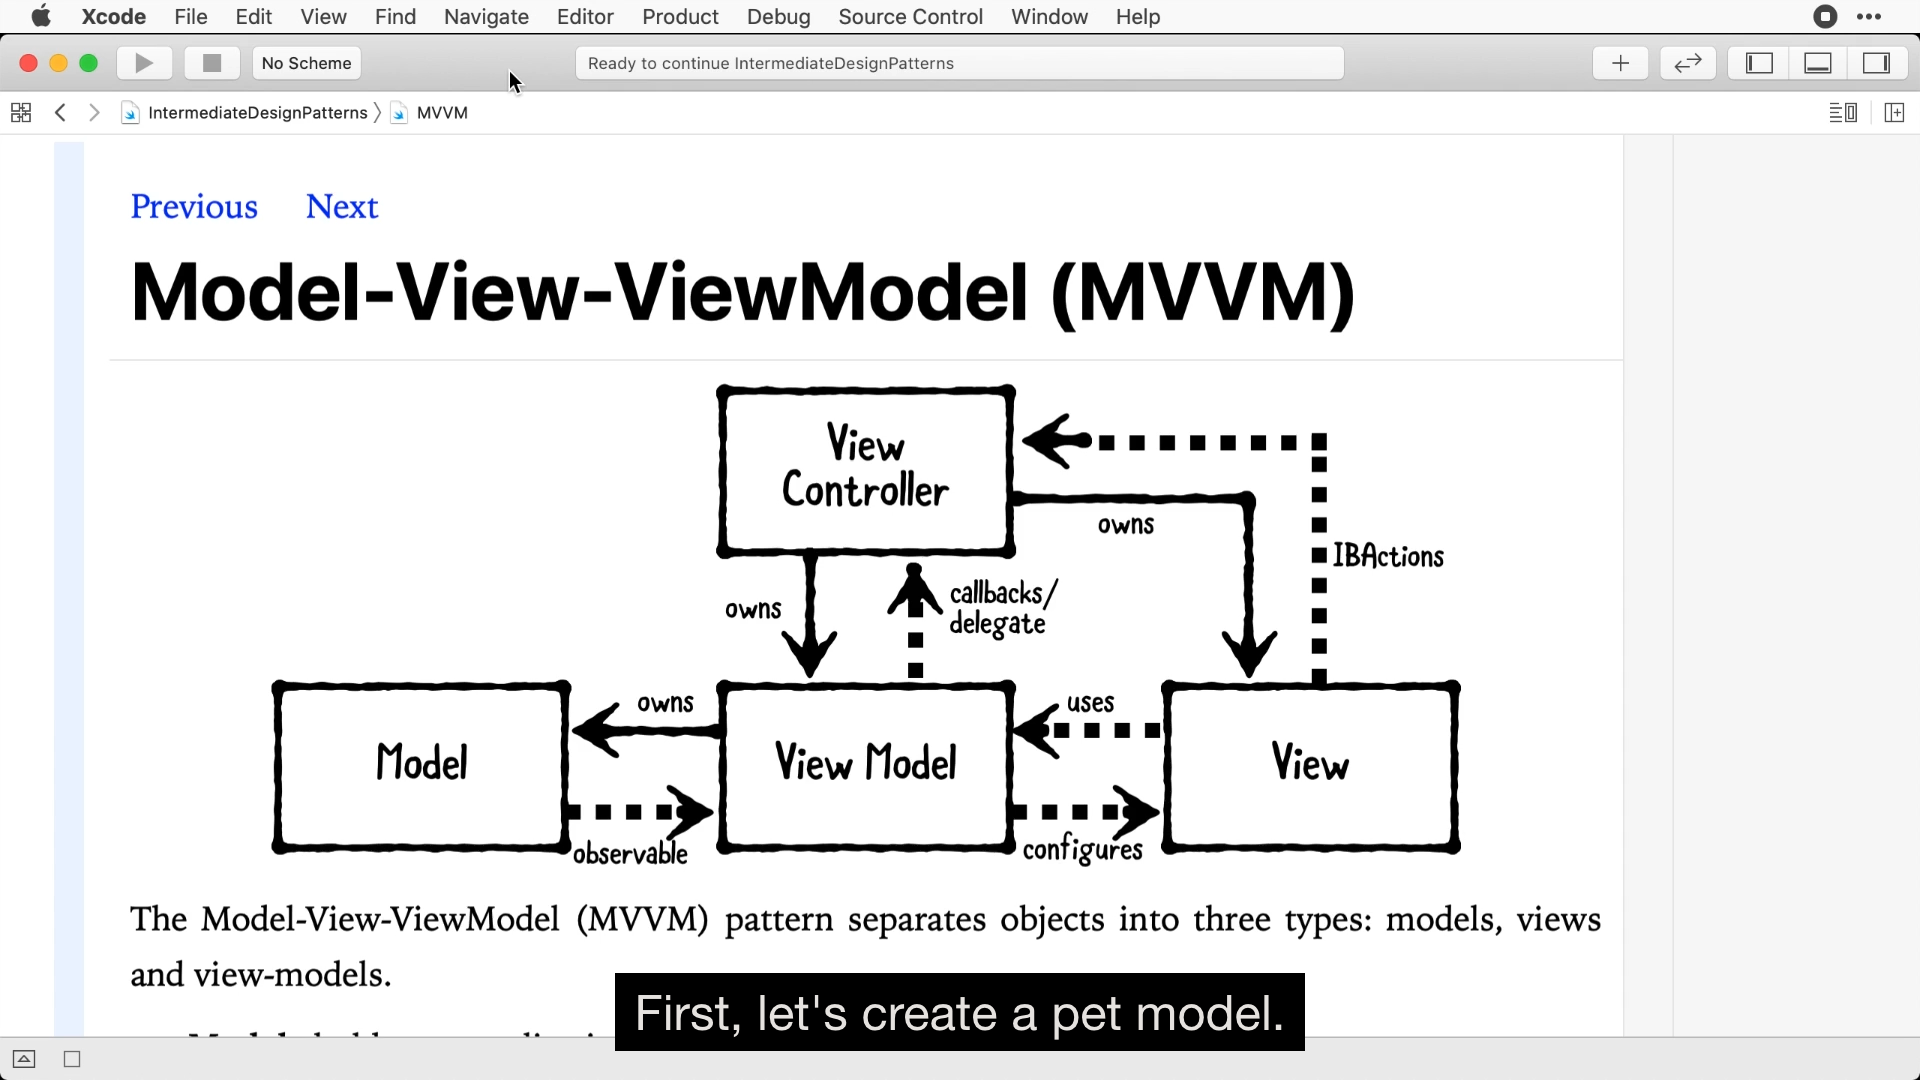 Xcode File Edit View Find Navigate Editor Product Debug Source Control Window Help
No Scheme
Ready to continue IntermediateDesignPatterns
IntermediateDesignPatterns
MVVM
Previous Next
Model-View-ViewModel (MVVM)
View
Controller
owns
IBActions
owns
callbacks/
delegate
owns
uses
Model
View Model
View
observable
configures
The Model-View-ViewModel (MVVM) pattern separates objects into three types: models, views
and view-models.
First, let's create a pet model.